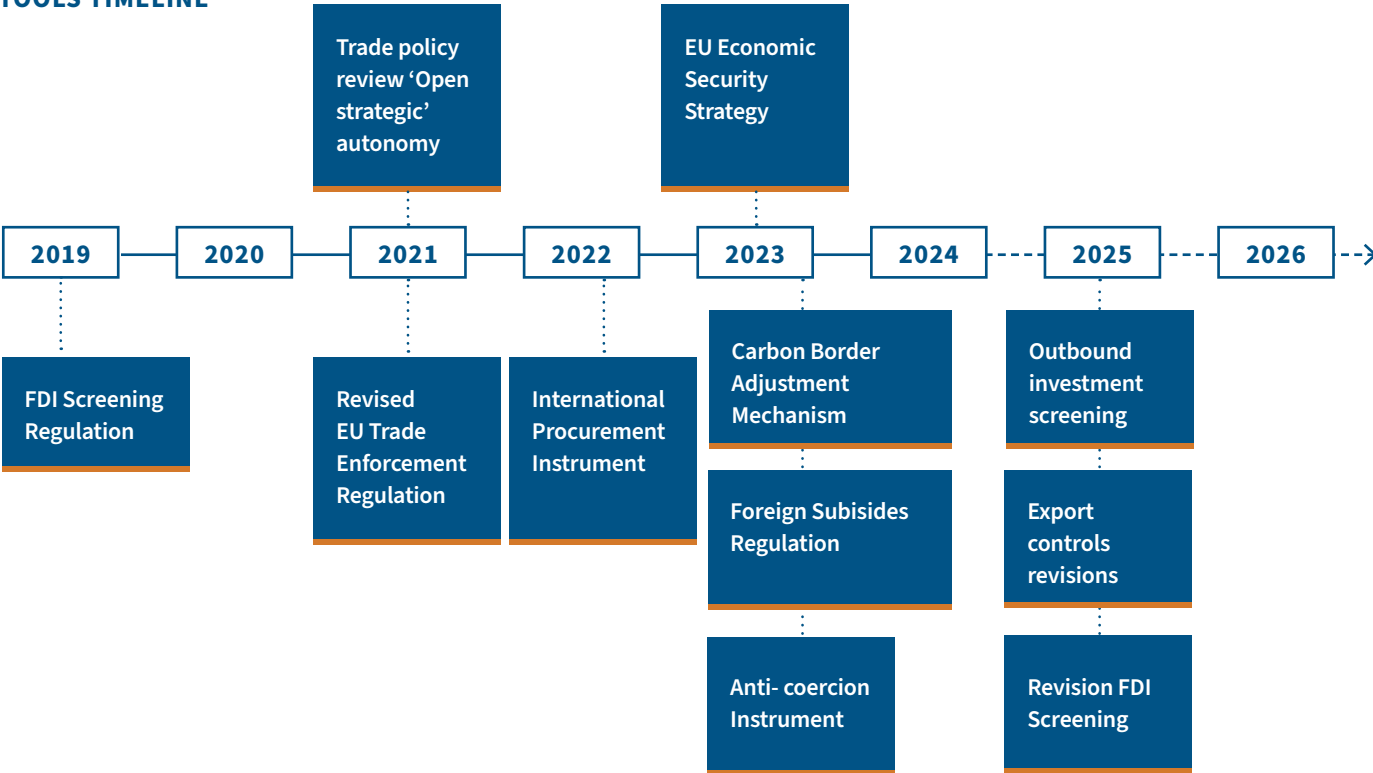 TOOLS TIMELINE
Trade policy
review ‘Open
strategic’
autonomy
EU Economic
Security
Strategy
2019
2020
2021
2022
2023
2024
2025
2026
FDI Screening
Regulation
Revised
EU Trade
Enforcement
Regulation
International
Procurement
Instrument
Carbon Border
Adjustment
Mechanism
Foreign Subisides
Regulation
Anti- coercion
Instrument
Outbound
investment
screening
Export
controls
revisions
Revision FDI
Screening